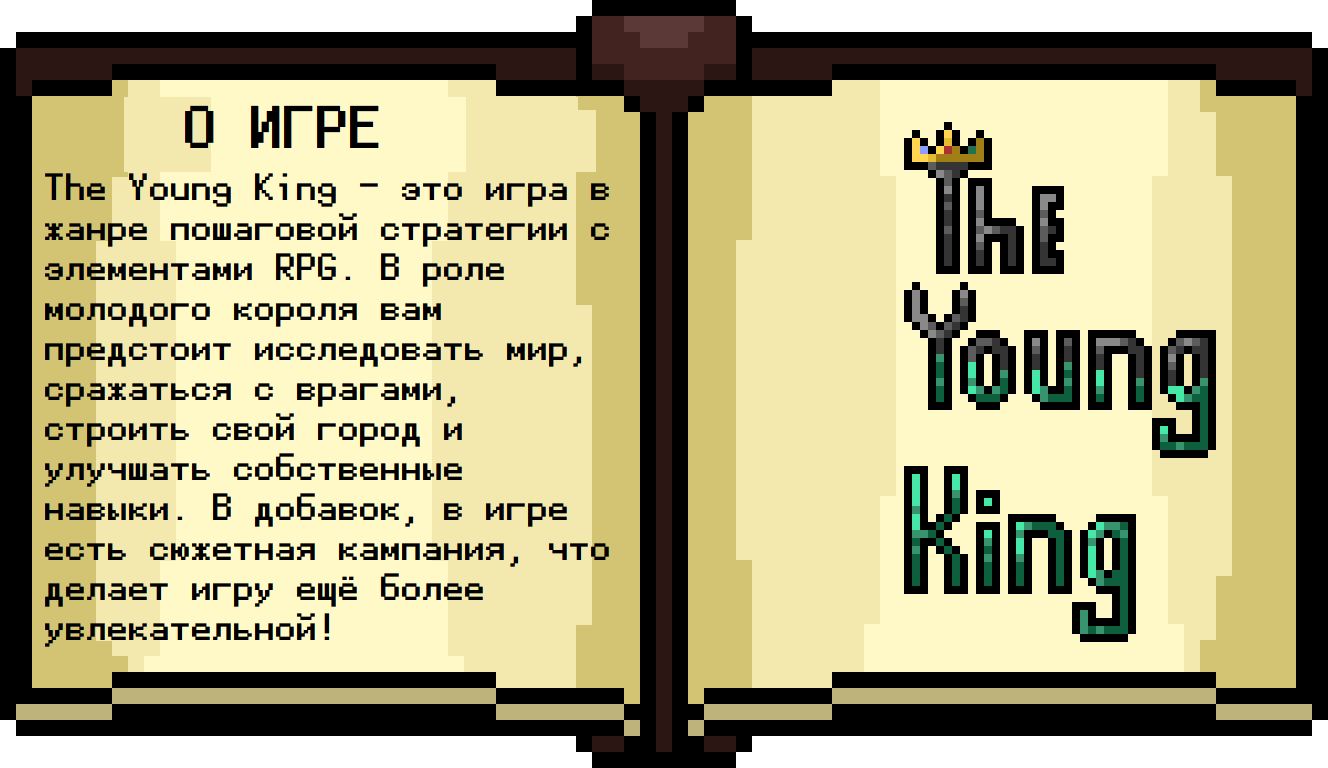 О ИГРЕ
The Young King – это игра в
жанре пошаговой стратегии с
элементами RPG. В роле
молодого короля вам
предстоит исследовать мир,
сражаться с врагами,
строить свой город и
улучшать собственные
навыки. В добавок, в игре
есть сюжетная кампания, что
делает игру ещё более
увлекательной!
The
Young
King